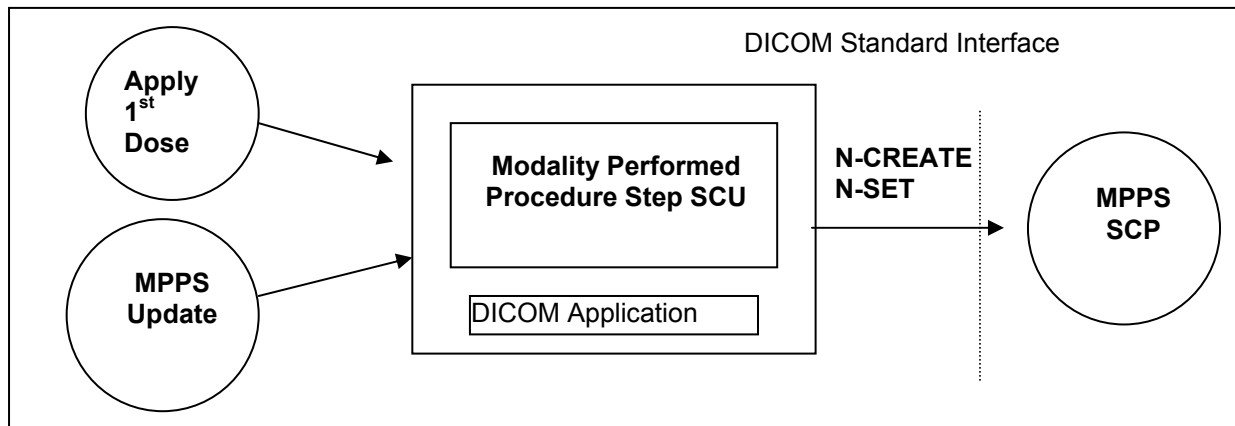 DICOM Standard Interface
Apply
1st
Dose
Modality Performed
Procedure Step SCU
N-CREATE
N-SET
MPPS
SCP
MPPS
Update
DICOM Application